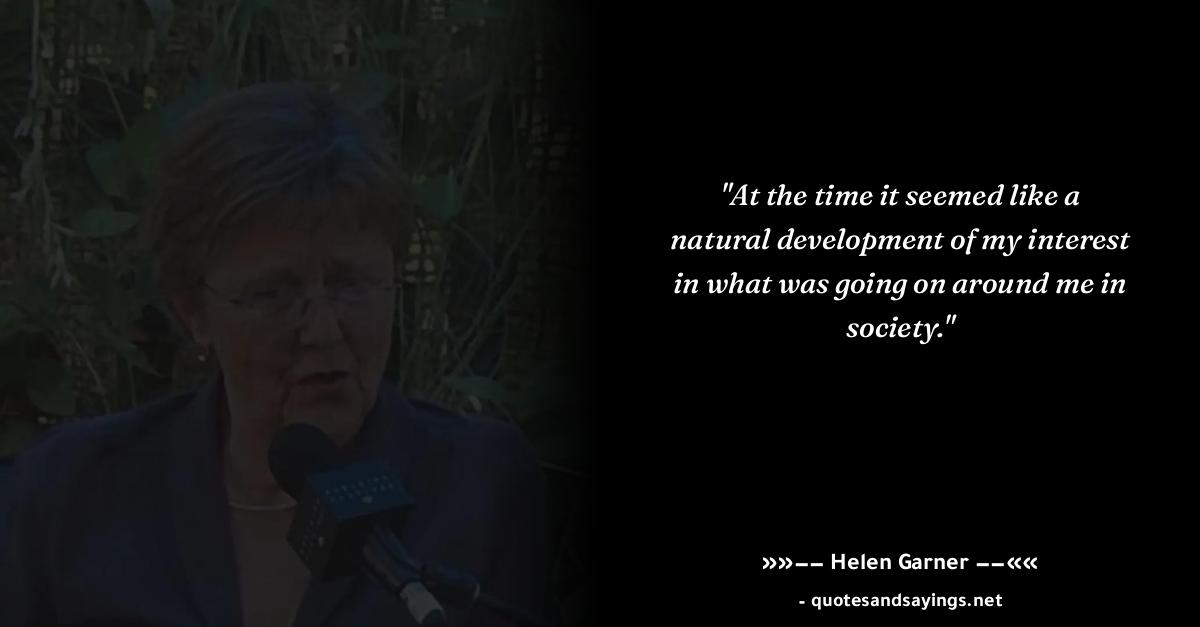 "At the time it seemed like a
natural development of my interest
in what was going on around me in
society."
»»−− Helen Garner −−««
- quotesandsayings.net